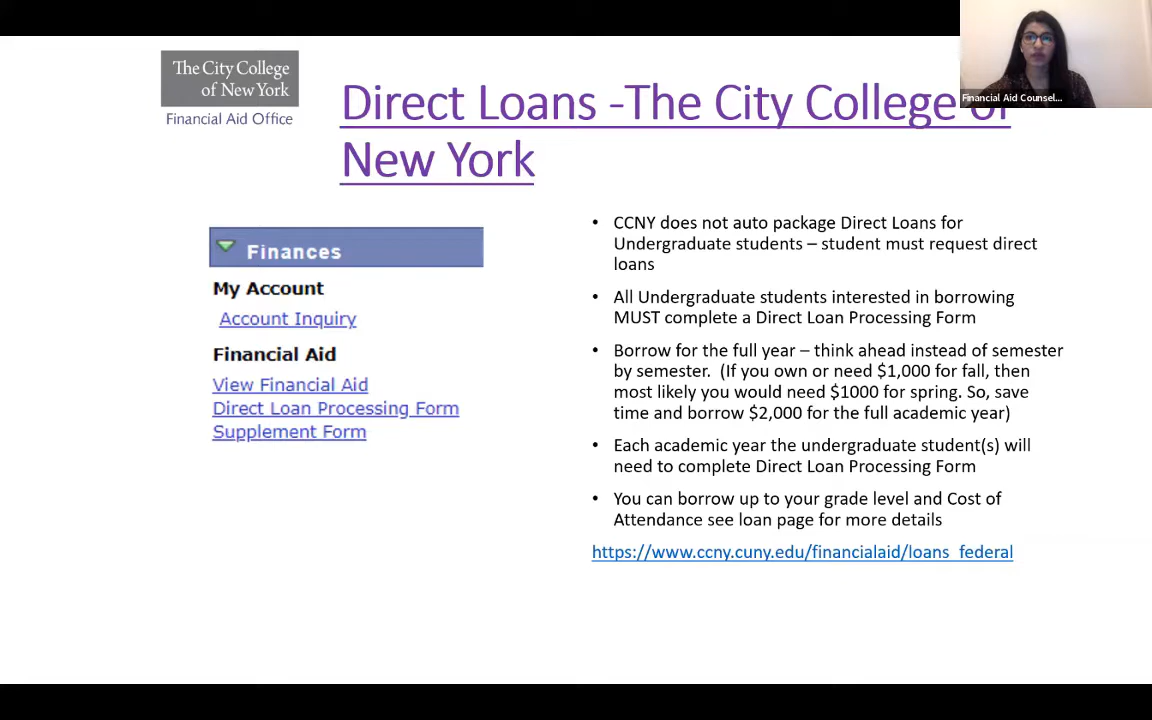 The City College
of New York
Financial Aid Office
Direct Loans -The City College of
New York
Financial Aid Counsel...
Finances
My Account
Account Inquiry
Financial Aid
View Financial Aid
Direct Loan Processing Form
Supplement Form
• CCNY does not auto package Direct Loans for
Undergraduate students – student must request direct
loans
• All Undergraduate students interested in borrowing
MUST complete a Direct Loan Processing Form
• Borrow for the full year – think ahead instead of semester
by semester. (If you own or need $1,000 for fall, then
most likely you would need $1000 for spring. So, save
time and borrow $2,000 for the full academic year)
• Each academic year the undergraduate student(s) will
need to complete Direct Loan Processing Form
• You can borrow up to your grade level and Cost of
Attendance see loan page for more details
https://www.ccny.cuny.edu/financialaid/loans_federal